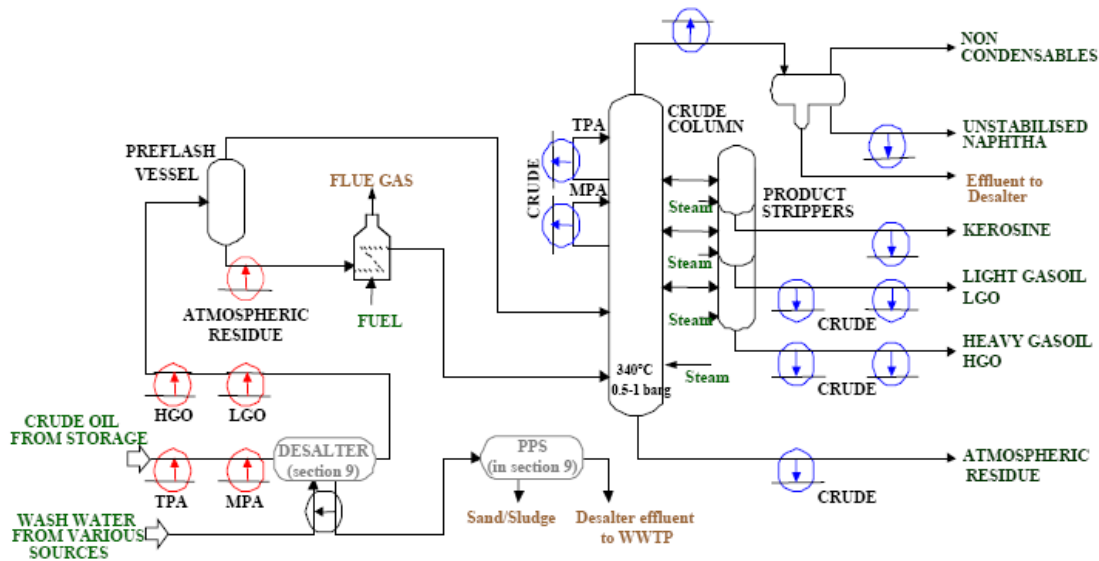 NON
CONDENSABLES
CRUDE
COLUMN
TPA
PREFLASH
VESSEL
UNSTABILISED
NAPHTHA
FLUE GAS
CRUDE
MPA
Effluent to
Desalter
PRODUCT
STRIPPERS
Steam
KEROSINE
Steam
LIGHT GASOIL
LGO
ATMOSPHERIC
RESIDUE
FUEL
Steam
CRUDE
HEAVY GASOIL
HGO
340°C
0.5-1 barg
Steam
CRUDE
HGO
LGO
CRUDE OIL
FROM STORAGE
DESALTER
(section 9)
PPS
(in section 9)
ATMOSPHERIC
RESIDUE
TPA
MPA
CRUDE
Sand/Sludge
Desalter effluent
to WWTP
WASH WATER
FROM VARIOUS
SOURCES